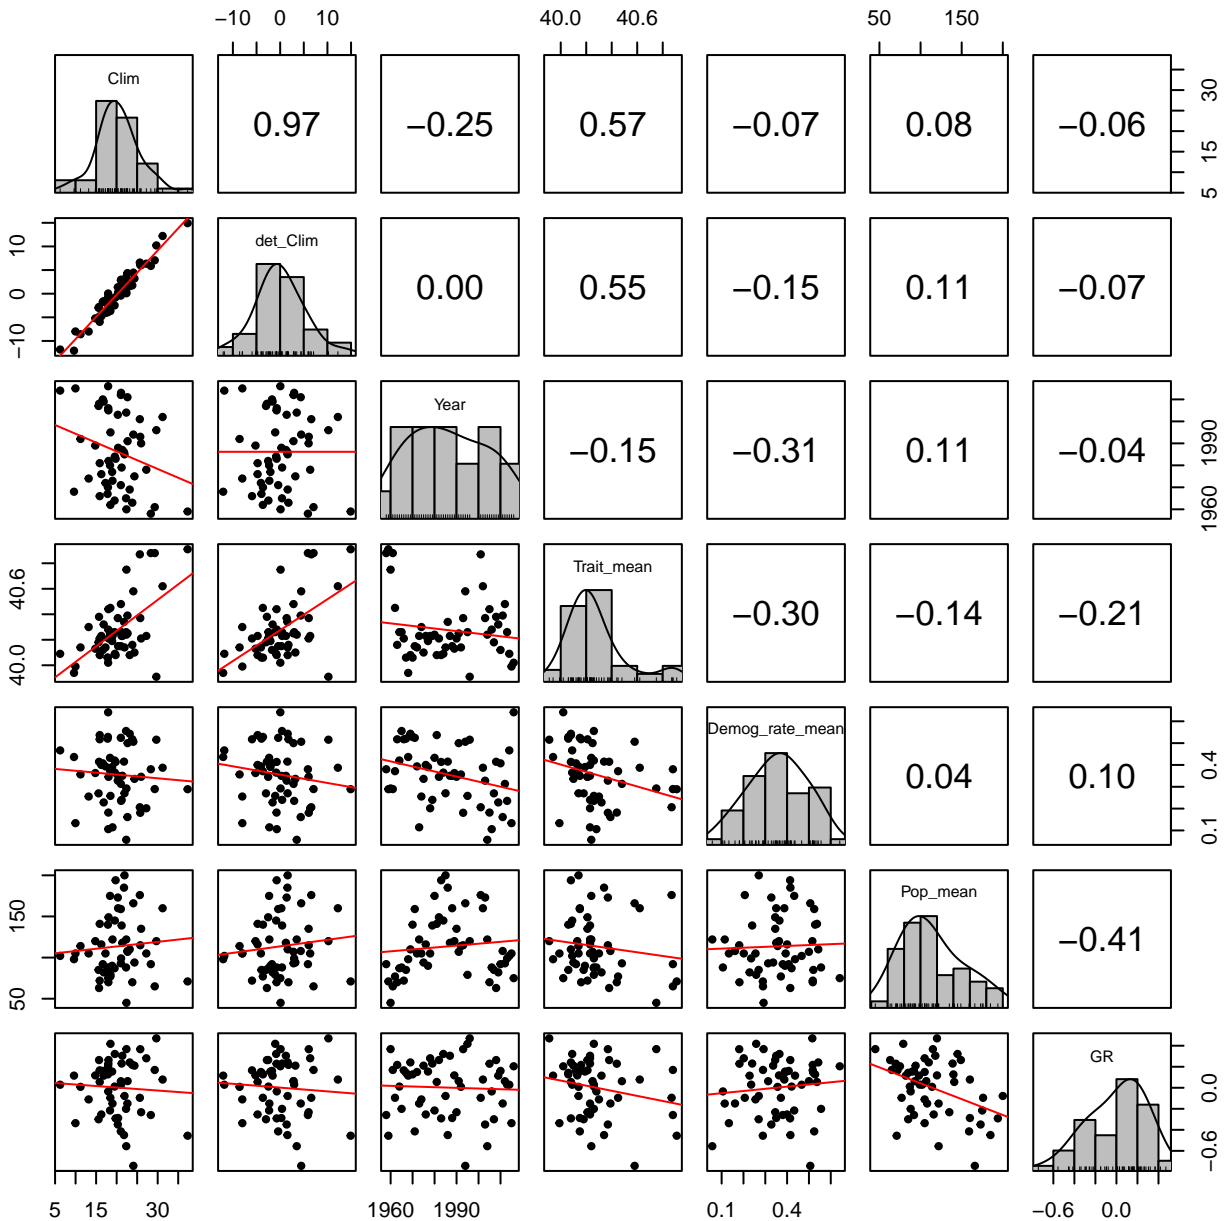 −10 0 10 40.0 40.6 50 150
Clim 0.97 −0.25 0.57 −0.07 0.08 −0.06 5 15 30
−10 0 10 det_Clim 0.00 0.55 −0.15 0.11 −0.07
Year −0.15 −0.31 0.11 −0.04 1960 1990
40.0 40.6 Trait_mean −0.30 −0.14 −0.21
Demog_rate_mean 0.04 0.10 0.1 0.4
50 150 Pop_mean −0.41
GR −0.6 0.0
5 15 30 1960 1990 0.1 0.4 −0.6 0.0